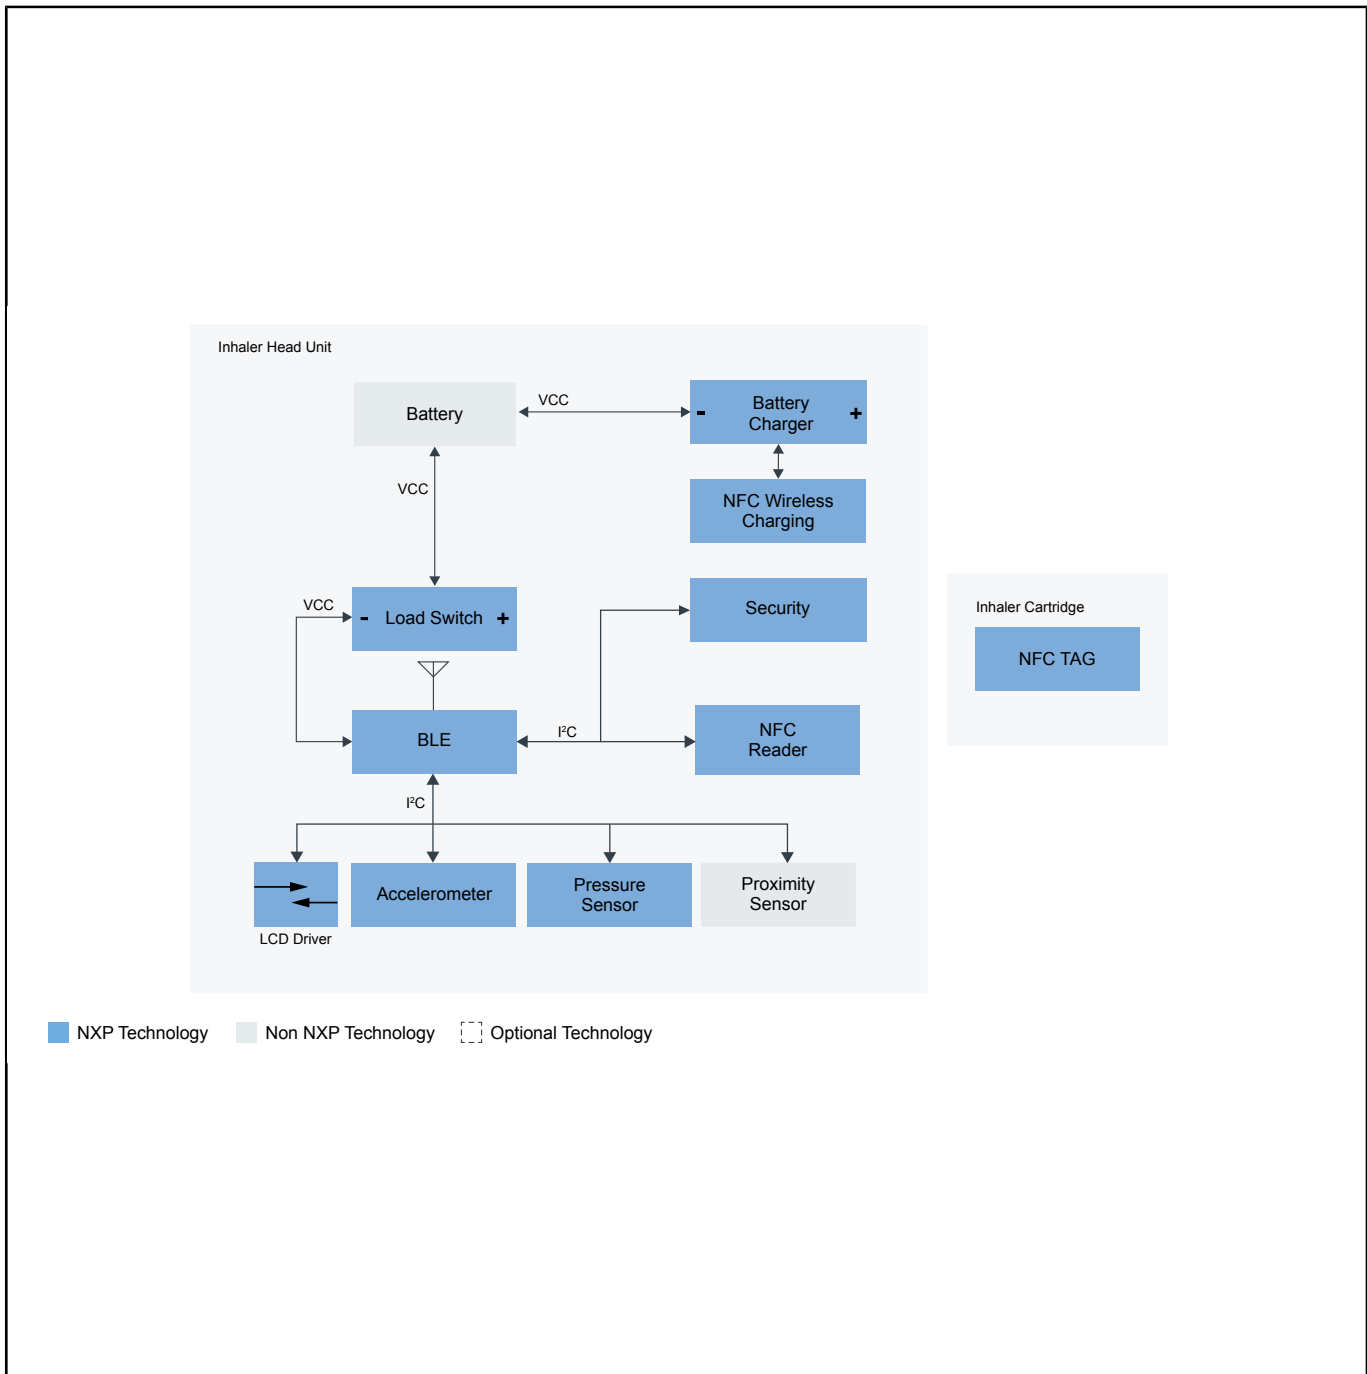 Inhaler Head Unit
Battery
VCC
- Battery +
Charger
VCC
NFC Wireless
Charging
VCC
- Load Switch +
Security
Inhaler Cartridge
NFC TAG
BLE
I²C
NFC
Reader
I²C
LCD Driver
Accelerometer
Pressure
Sensor
Proximity
Sensor
NXP Technology
Non NXP Technology
Optional Technology